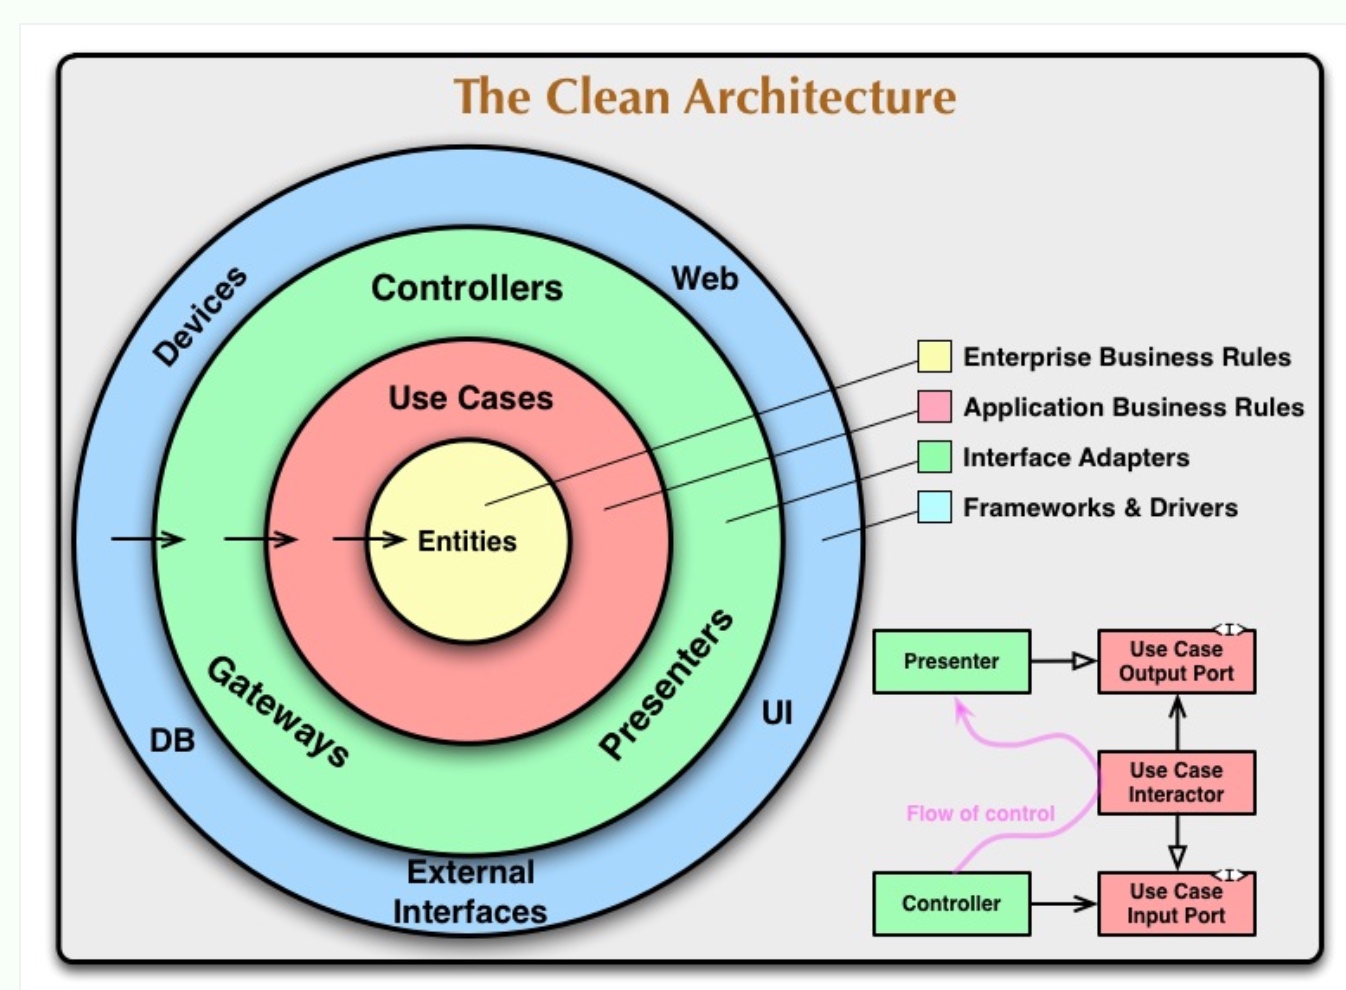 The Clean Architecture
Devices
Controllers
Web
Use Cases
Entities
Gateways
Presenters
DB
UI
External
Interfaces
Enterprise Business Rules
Application Business Rules
Interface Adapters
Frameworks & Drivers
Presenter
<I>
Use Case
Output Port
Use Case
Interactor
Flow of control
Controller
<I>
Use Case
Input Port